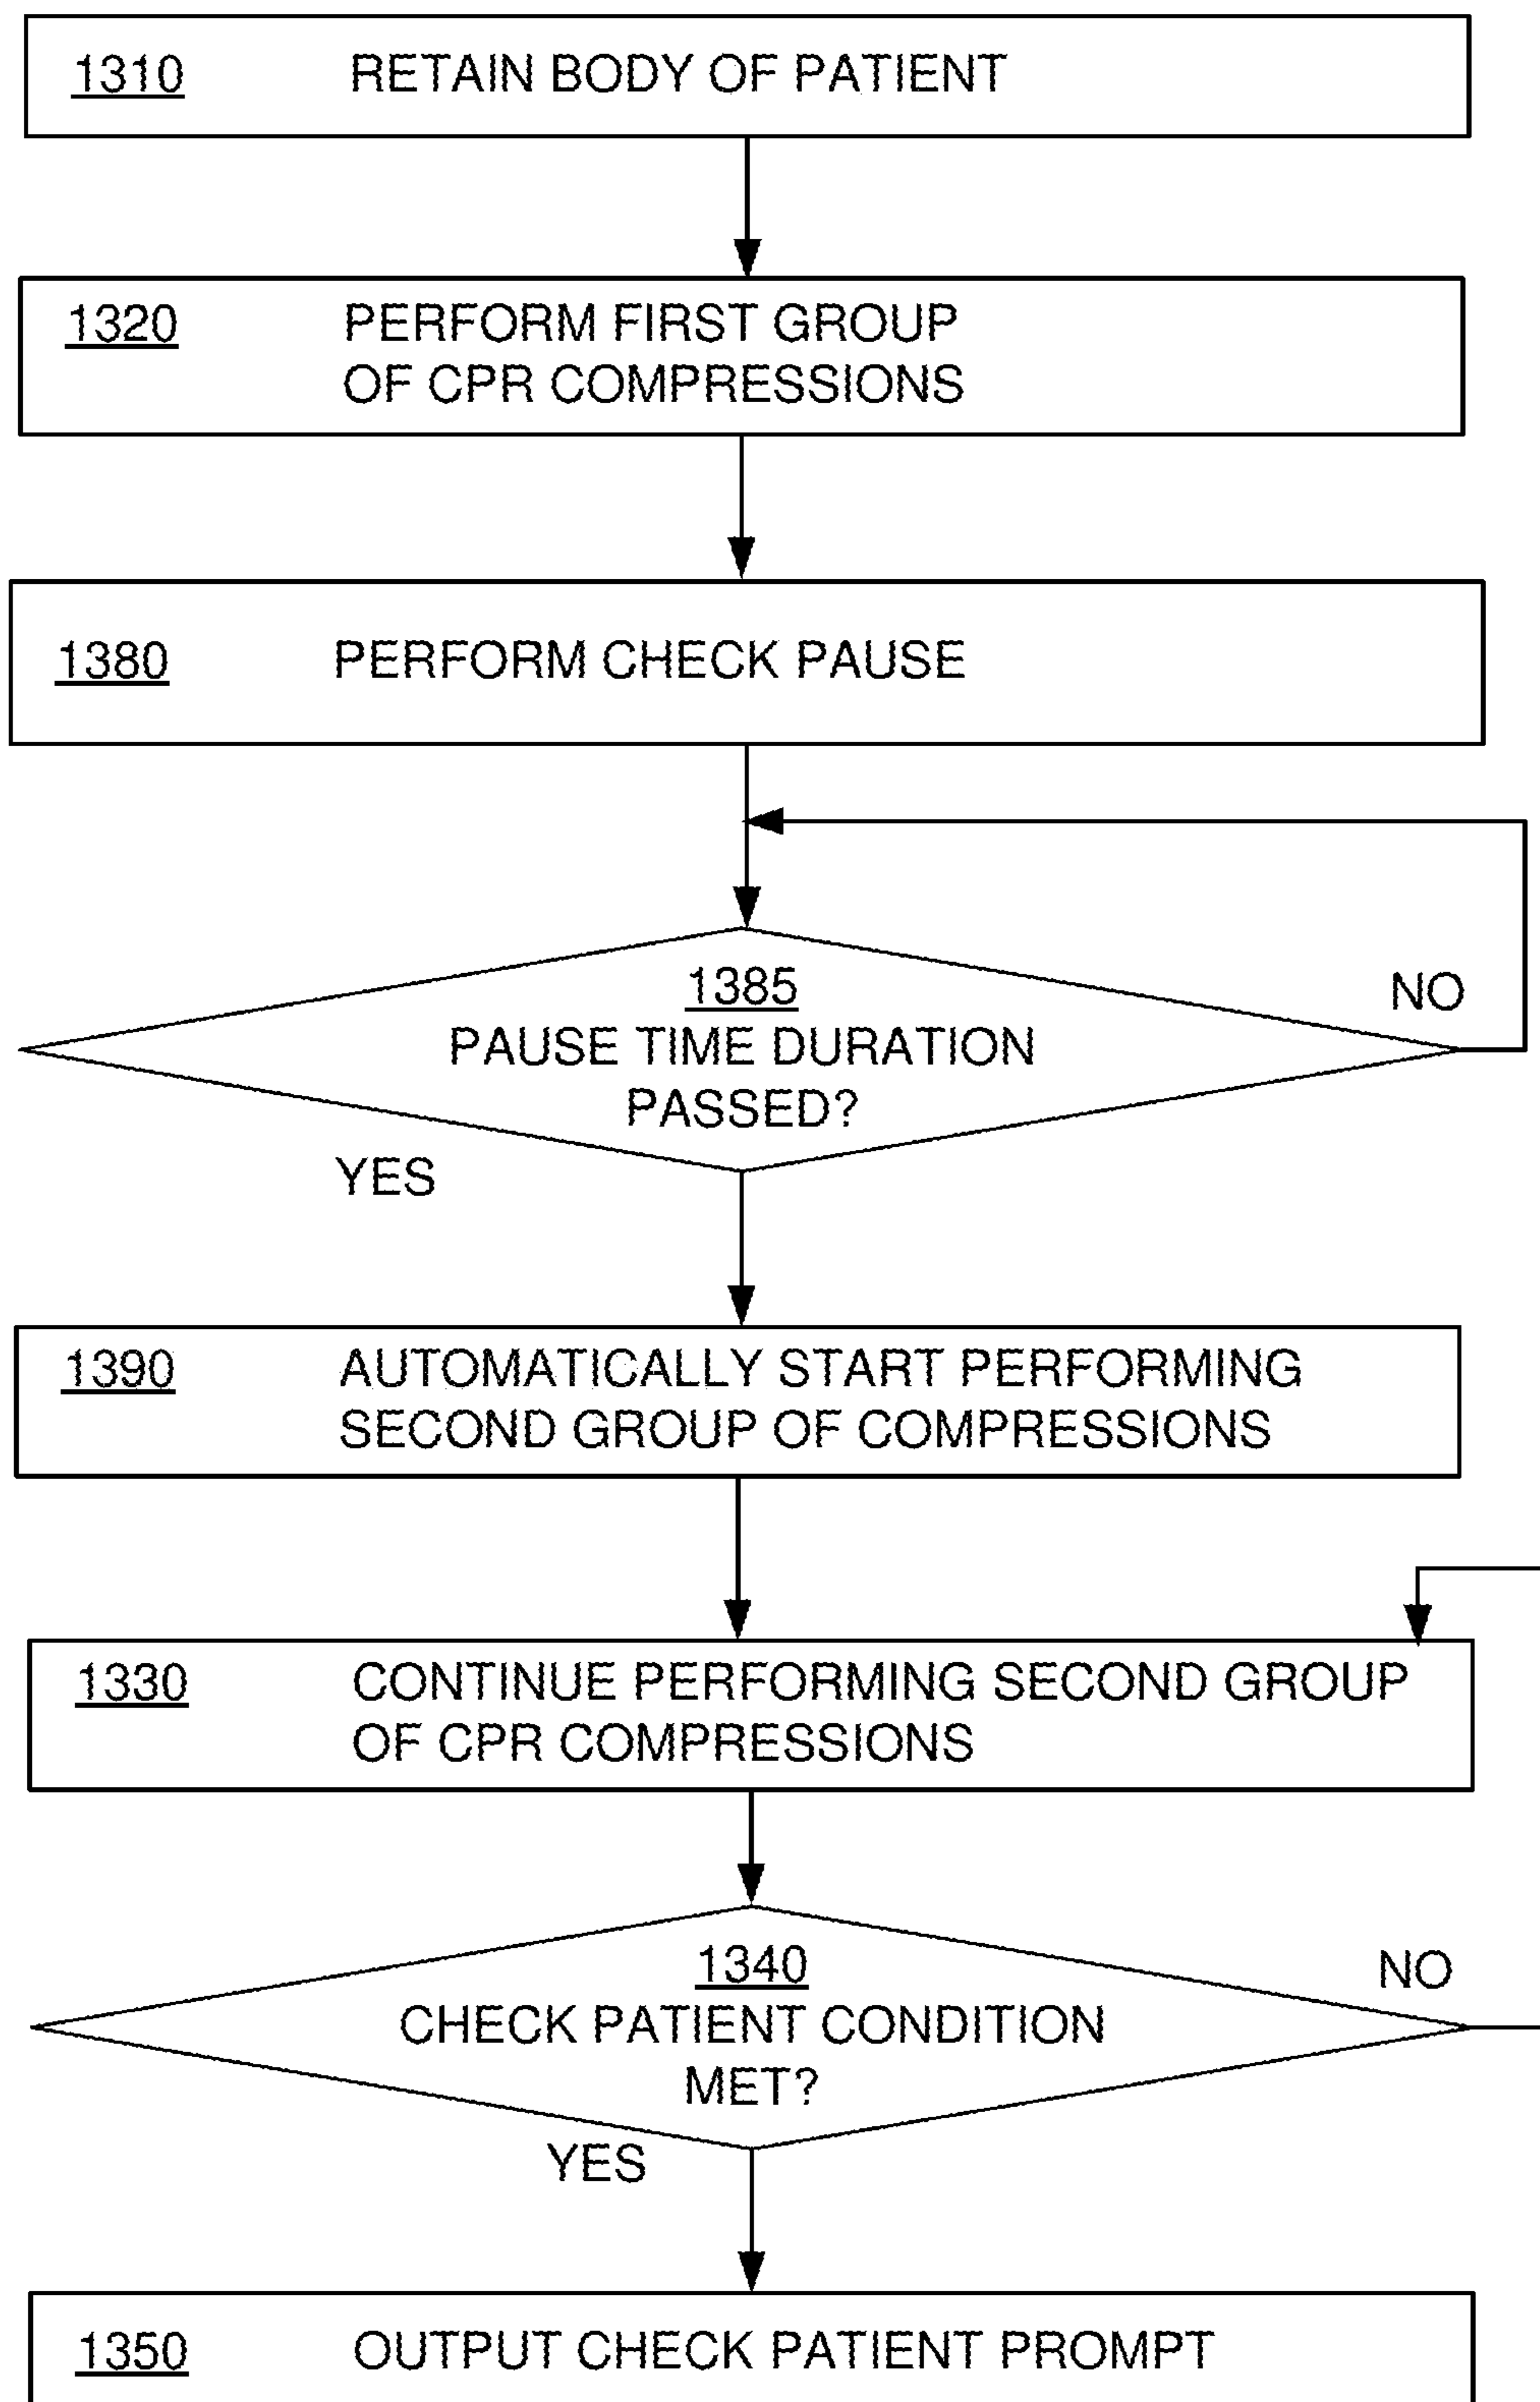 1310 RETAIN BODY OF PATIENT
1320 PERFORM FIRST GROUP
OF CPR COMPRESSIONS
1380 PERFORM CHECK PAUSE
1385
NO
PAUSE TIME DURATION
PASSED?
YES
1390 AUTOMATICALLY START PERFORMING
SECOND GROUP OF COMPRESSIONS
1330 CONTINUE PERFORMING SECOND GROUP
OF CPR COMPRESSIONS
1340
NO
CHECK PATIENT CONDITION
MET?
YES
1350 OUTPUT CHECK PATIENT PROMPT